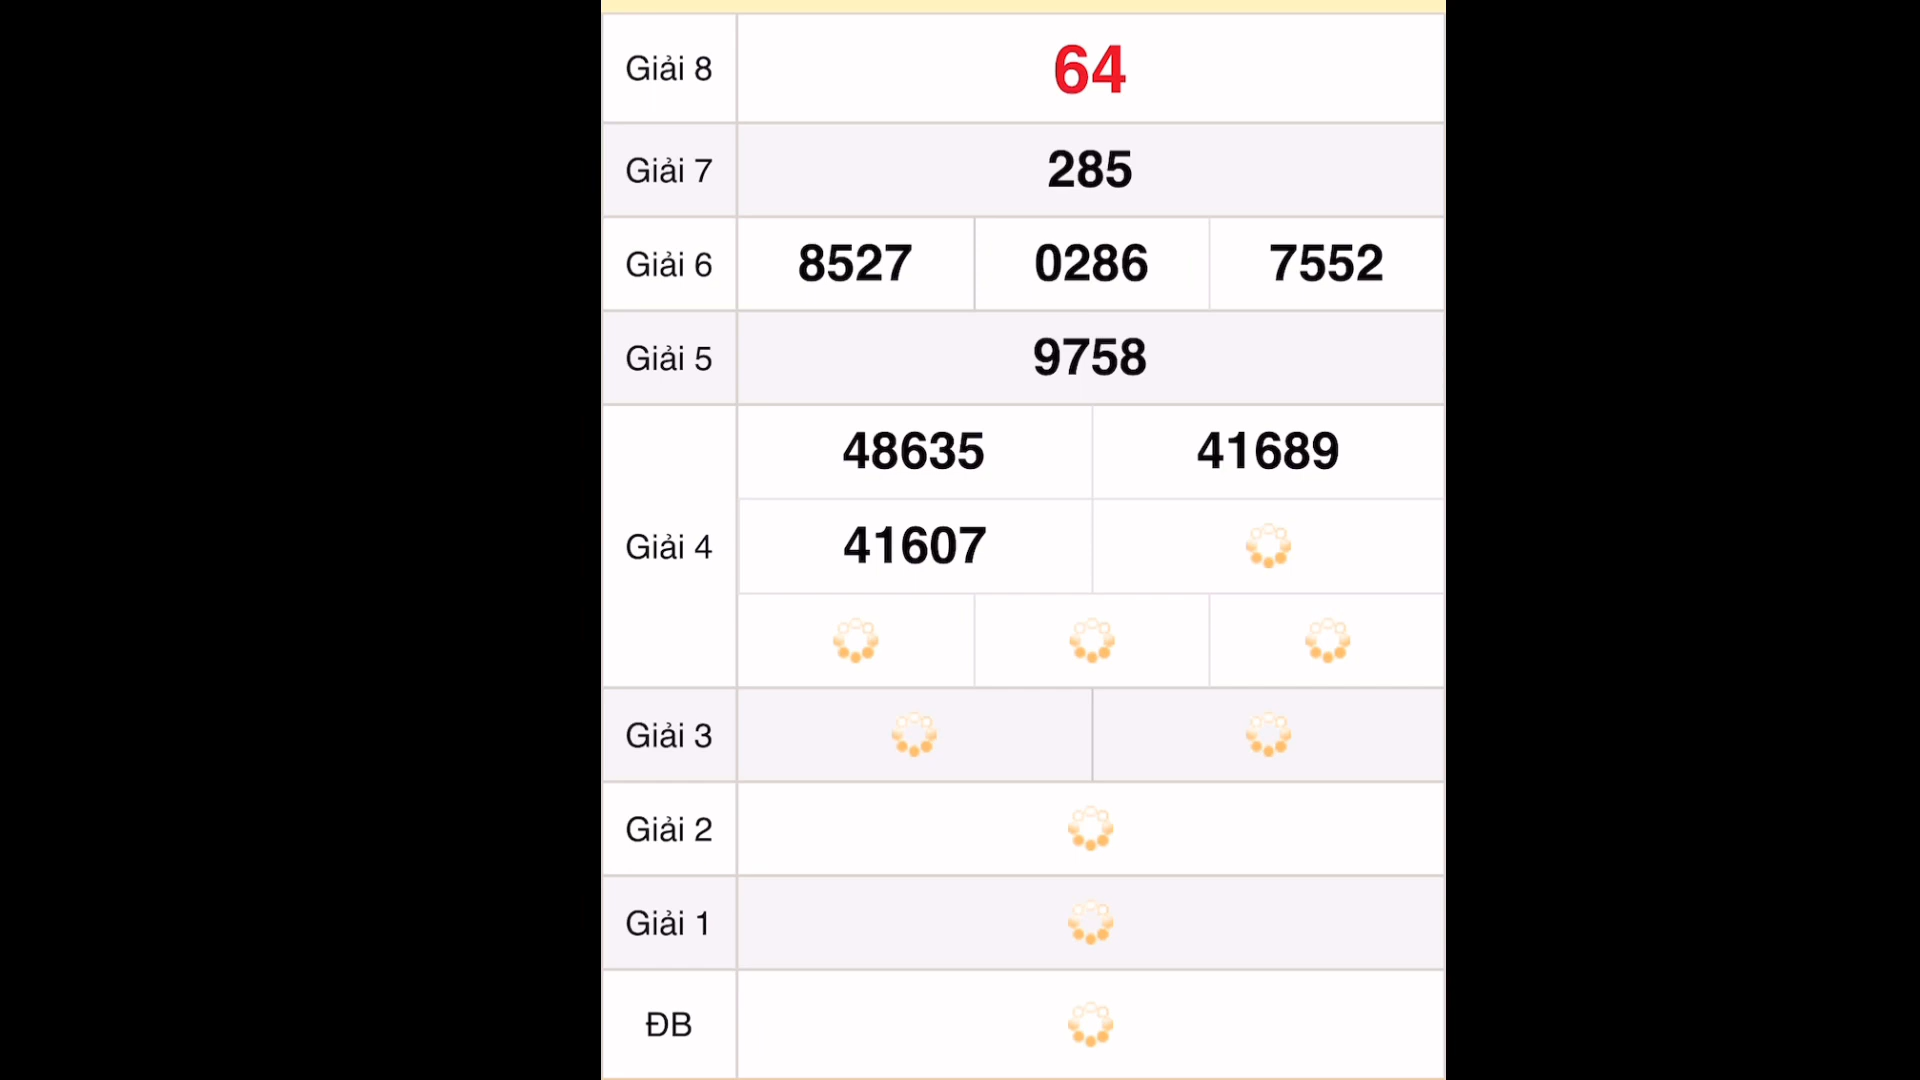 Giải 8 64
Giải 7 285
Giải 6 8527 0286 7552
Giải 5 9758
48635 41689
Giải 4 41607
Giải 3
Giải 2
Giải 1
ĐB